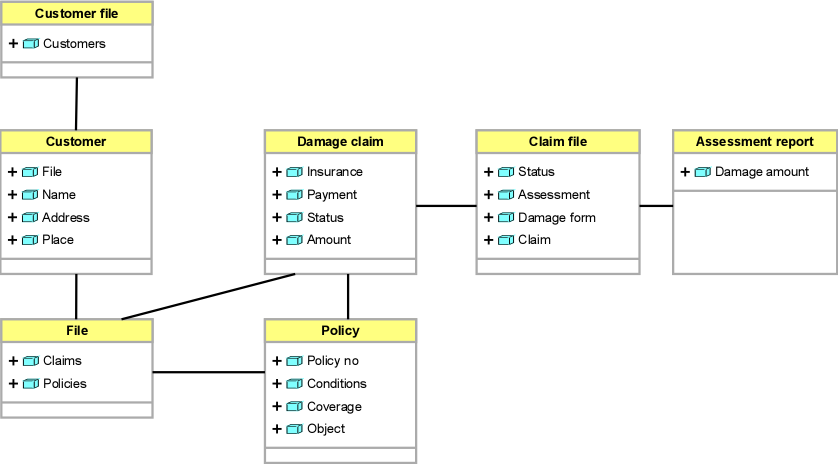 Customer file
+ Customers
Customer
+ File
+ Name
+ Address
+ Place
Damage claim
+ Insurance
+ Payment
+ Status
+ Amount
Claim file
+ Status
+ Assessment
+ Damage form
+ Claim
Assessment report
+ Damage amount
File
+ Claims
+ Policies
Policy
+ Policy no
+ Conditions
+ Coverage
+ Object